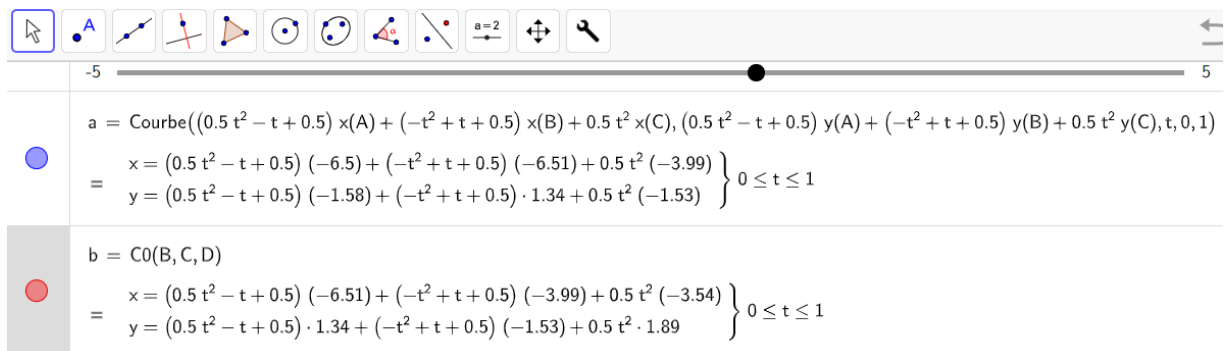 A α a = 2
-5 5
a = Courbe((0.5 t² − t + 0.5) x(A) + (−t² + t + 0.5) x(B) + 0.5 t² x(C), (0.5 t² − t + 0.5) y(A) + (−t² + t + 0.5) y(B) + 0.5 t² y(C), t, 0, 1)
x = (0.5 t² − t + 0.5) (−6.5) + (−t² + t + 0.5) (−6.51) + 0.5 t² (−3.99)
= } 0 ≤ t ≤ 1
y = (0.5 t² − t + 0.5) (−1.58) + (−t² + t + 0.5) · 1.34 + 0.5 t² (−1.53)
b = C0(B, C, D)
x = (0.5 t² − t + 0.5) (−6.51) + (−t² + t + 0.5) (−3.99) + 0.5 t² (−3.54)
= } 0 ≤ t ≤ 1
y = (0.5 t² − t + 0.5) · 1.34 + (−t² + t + 0.5) (−1.53) + 0.5 t² · 1.89